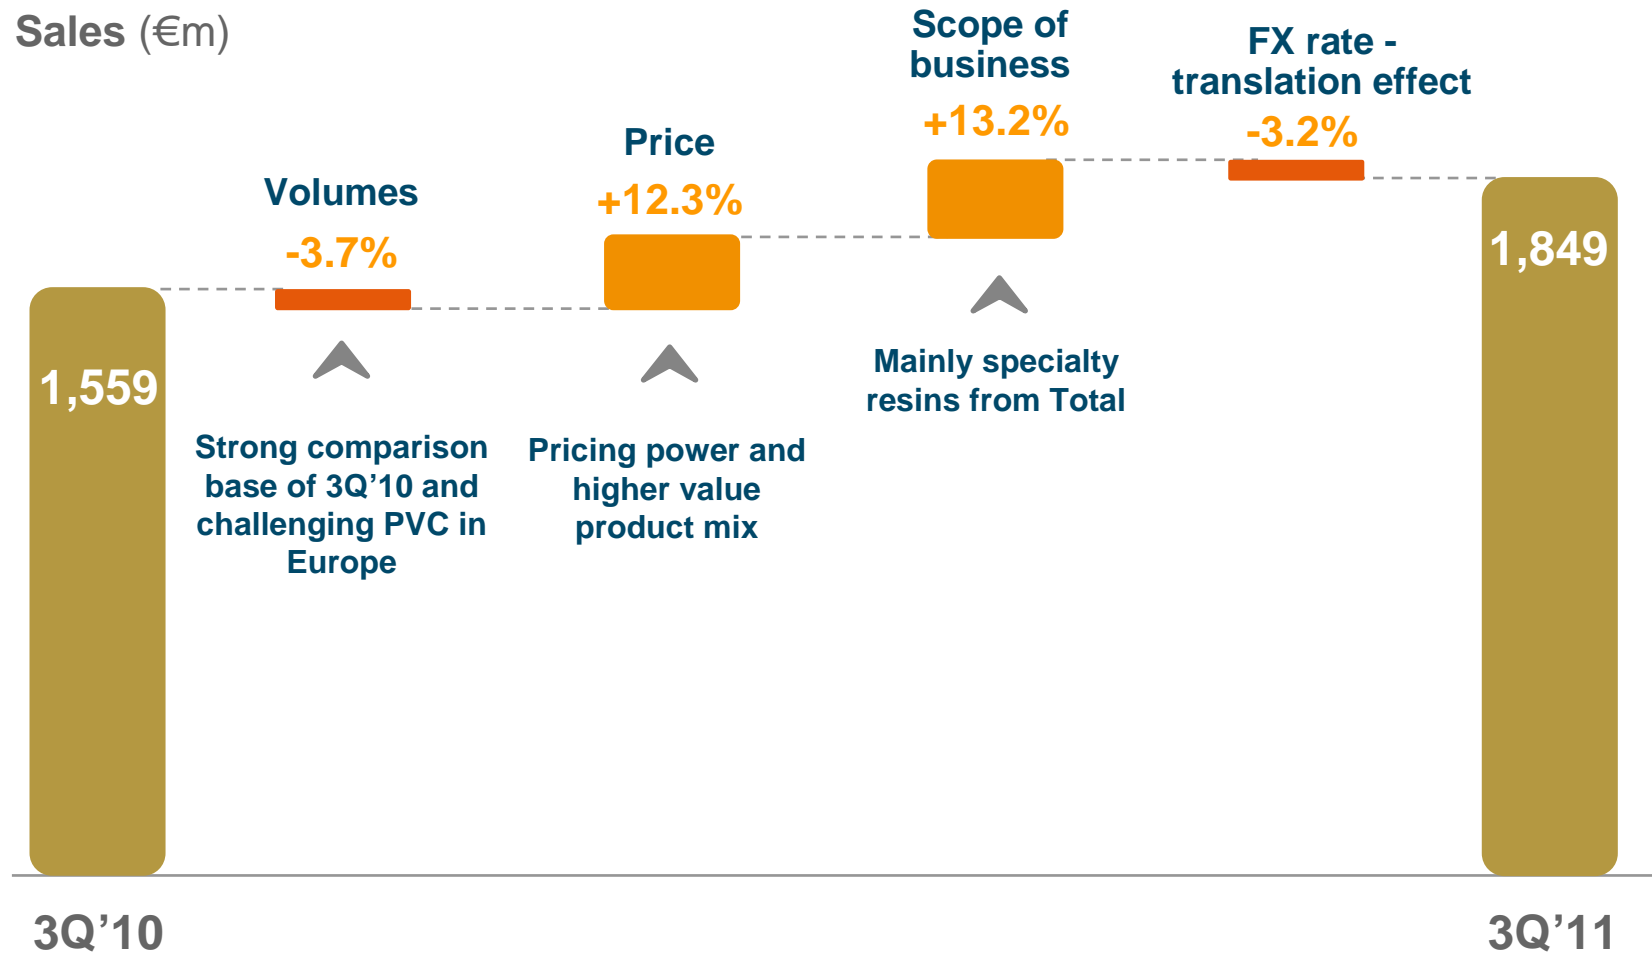 Sales (€m)
Volumes
-3.7%
Strong comparison
base of 3Q’10 and
challenging PVC in
Europe
Price
+12.3%
Pricing power and
higher value
product mix
Scope of
business
+13.2%
Mainly specialty
resins from Total
FX rate -
translation effect
-3.2%
1,559
1,849
3Q’10
3Q’11